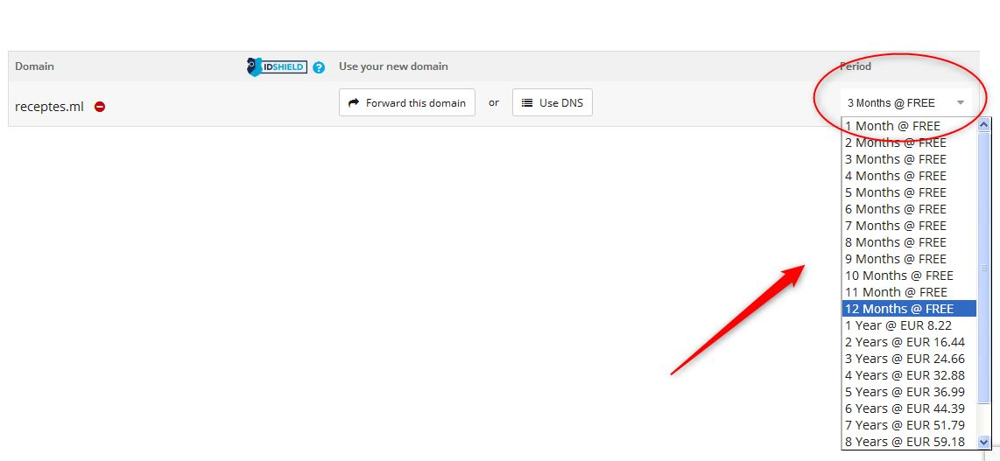 Domain IDSHIELD ? Use your new domain Period
receptes.ml Forward this domain or Use DNS 3 Months @ FREE
1 Month @ FREE
2 Months @ FREE
3 Months @ FREE
4 Months @ FREE
5 Months @ FREE
6 Months @ FREE
7 Months @ FREE
8 Months @ FREE
9 Months @ FREE
10 Months @ FREE
11 Month @ FREE
12 Months @ FREE
1 Year @ EUR 8.22
2 Years @ EUR 16.44
3 Years @ EUR 24.66
4 Years @ EUR 32.88
5 Years @ EUR 36.99
6 Years @ EUR 44.39
7 Years @ EUR 51.79
8 Years @ EUR 59.18